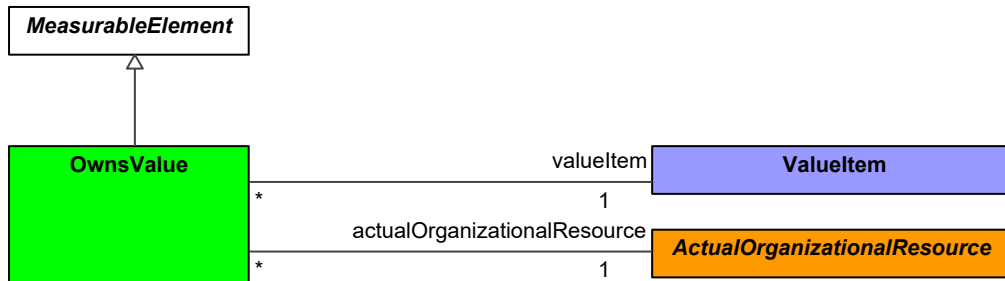 MeasurableElement
OwnsValue
valueItem
ValueItem
*
1
actualOrganizationalResource
ActualOrganizationalResource
*
1